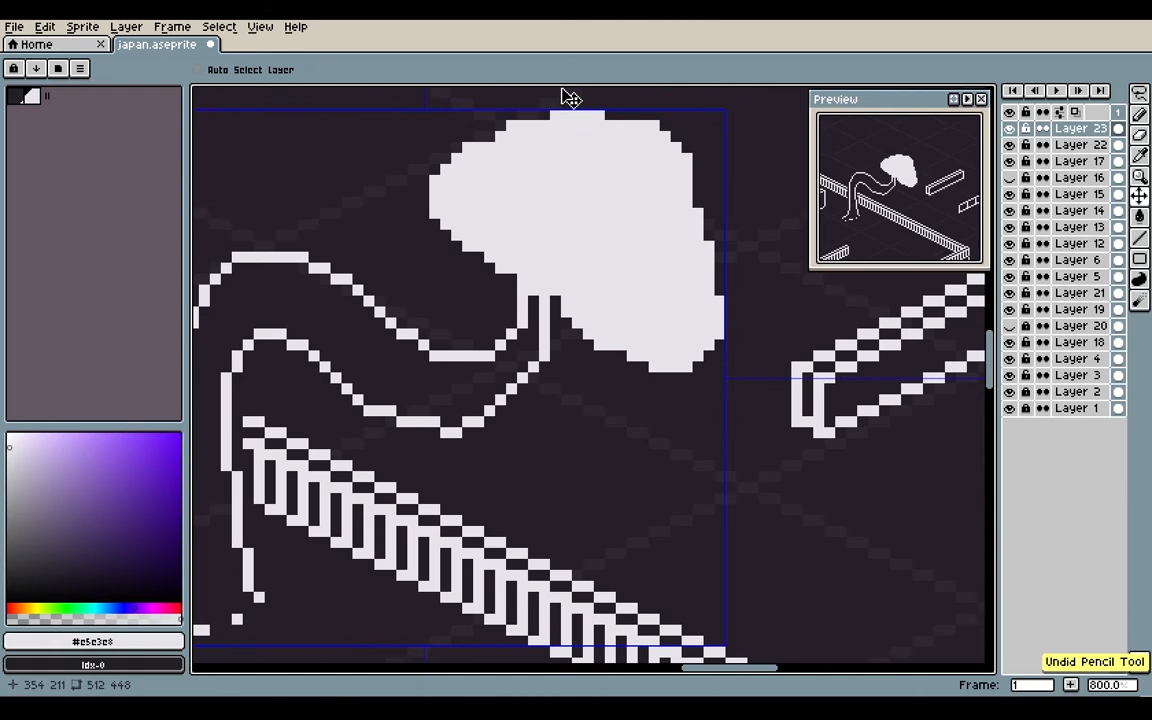 File Edit Sprite Layer Frame Select View Help
Home
japan.aseprite
Auto Select Layer
Preview
1
Layer 23
Layer 22
Layer 17
Layer 16
Layer 15
Layer 14
Layer 13
Layer 12
Layer 6
Layer 5
Layer 21
Layer 19
Layer 20
Layer 18
Layer 4
Layer 3
Layer 2
Layer 1
#e5e3e8
Idx-0
Undid Pencil Tool
354 211 512 448
Frame: 1 800.0